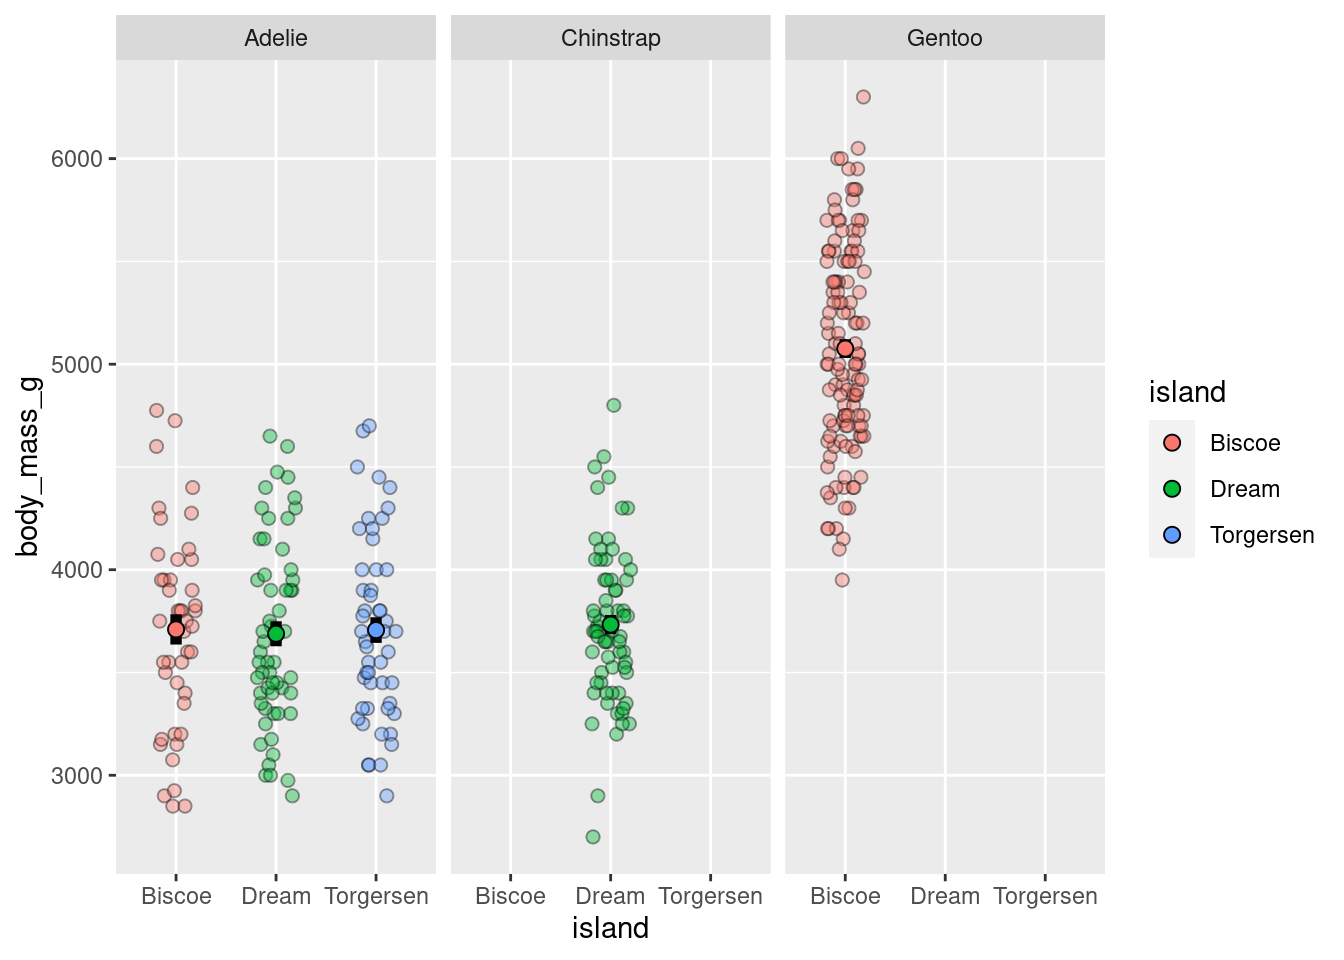 Adelie Chinstrap Gentoo
6000
5000
4000
3000
body_mass_g
Biscoe Dream Torgersen Biscoe Dream Torgersen Biscoe Dream Torgersen
island
island
Biscoe
Dream
Torgersen